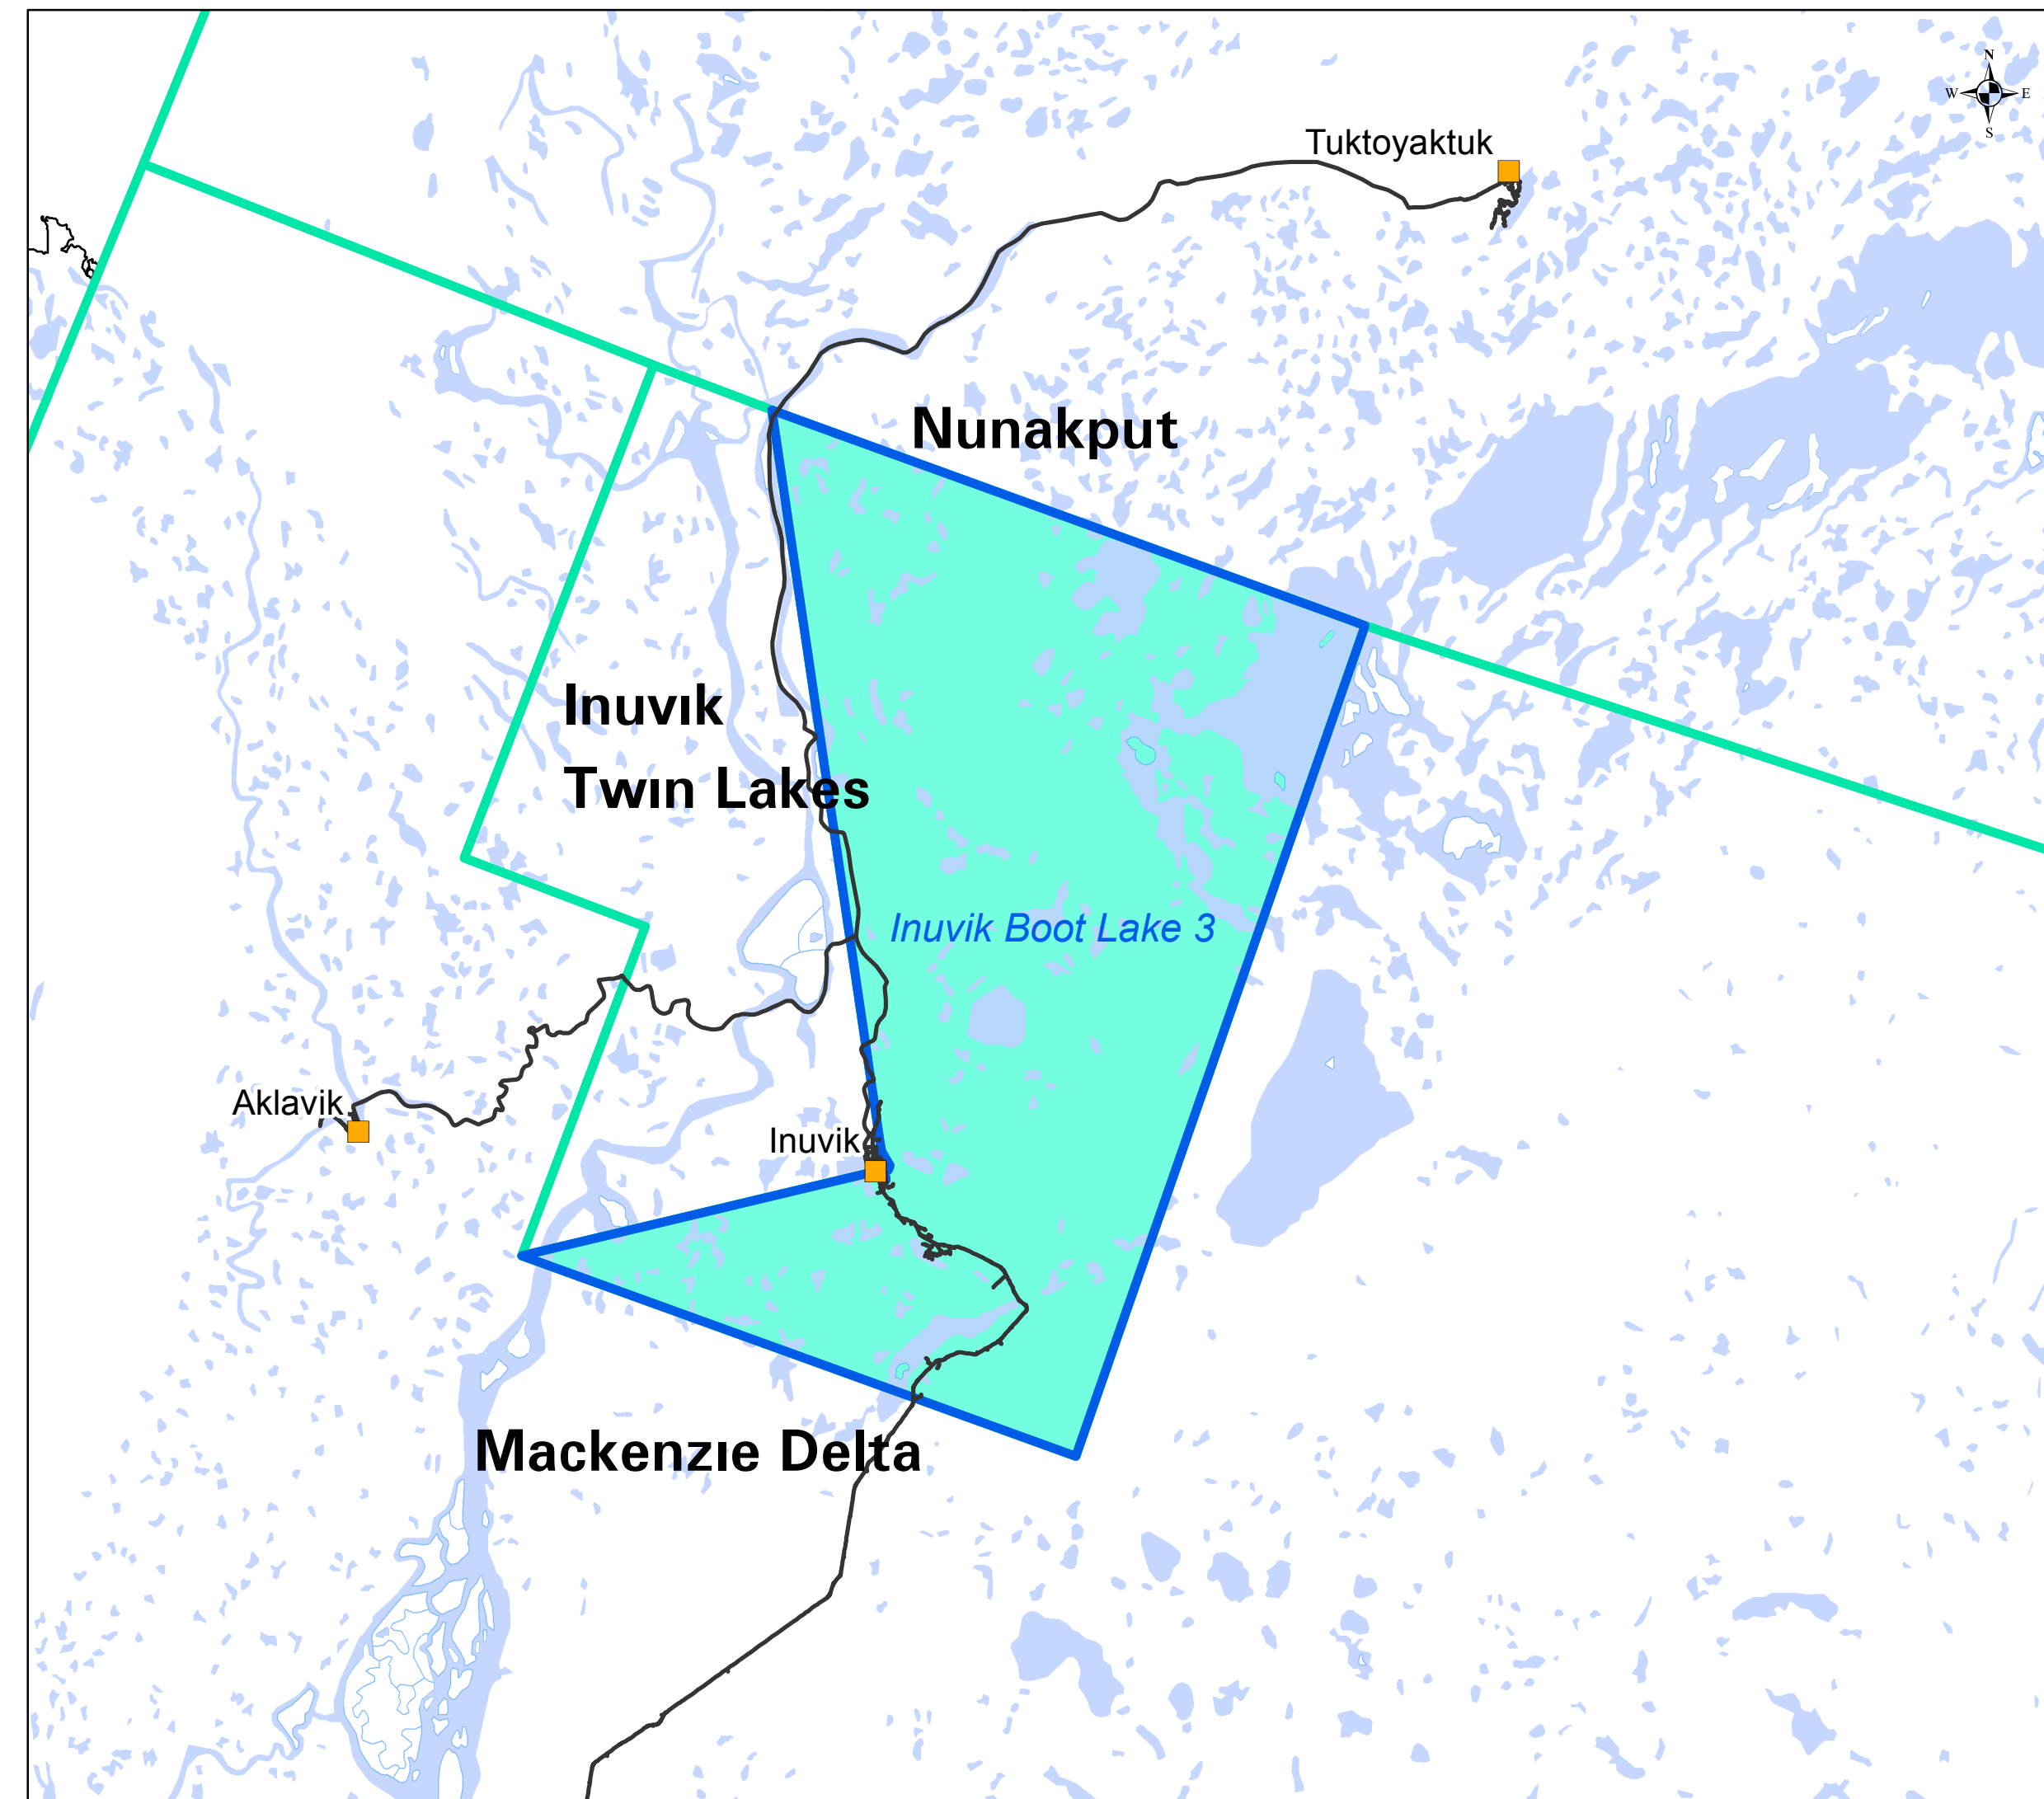 N
W E
S
Tuktoyaktuk
Nunakput
Inuvik
Twin Lakes
Inuvik Boot Lake 3
Aklavik
Inuvik
Mackenzie Delta